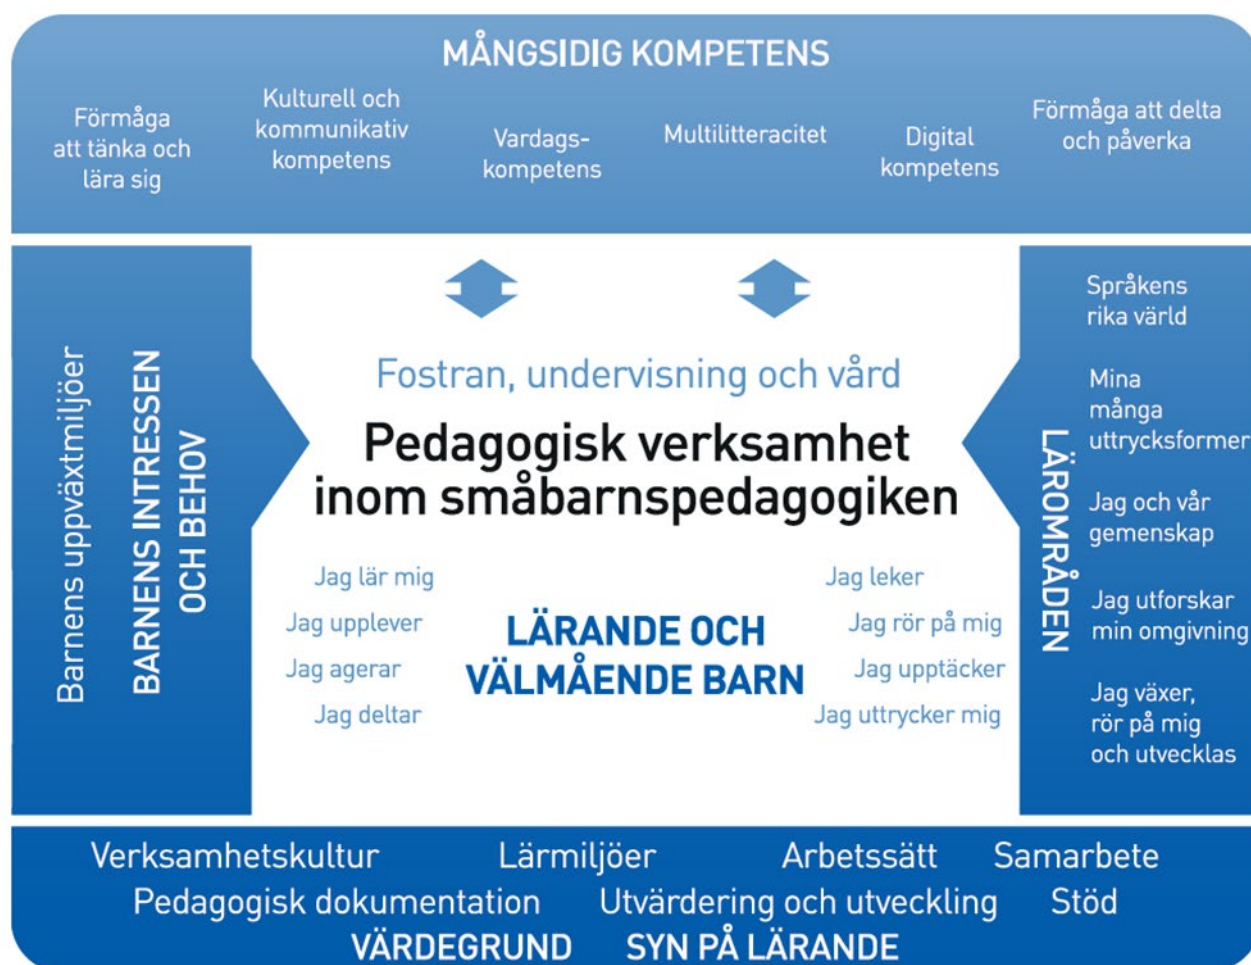 MÅNGSIDIG KOMPETENS
Förmåga
att tänka och
lära sig
Kulturell och
kommunikativ
kompetens
Vardags-
kompetens
Multilitteracitet
Digital
kompetens
Förmåga att delta
och påverka
Barnens uppväxtmiljöer
BARNENS INTRESSEN
OCH BEHOV
Fostran, undervisning och vård
Pedagogisk verksamhet
inom småbarnspedagogiken
Jag lär mig
Jag upplever
Jag agerar
Jag deltar
LÄRANDE OCH
VÄLMÅENDE BARN
Jag leker
Jag rör på mig
Jag upptäcker
Jag uttrycker mig
LÄROMRÅDEN
Språkens
rika värld
Mina
många
uttrycksformer
Jag och vår
gemenskap
Jag utforskar
min omgivning
Jag växer,
rör på mig
och utvecklas
Verksamhetskultur Lärmiljöer Arbetssätt Samarbete
Pedagogisk dokumentation Utvärdering och utveckling Stöd
VÄRDEGRUND SYN PÅ LÄRANDE